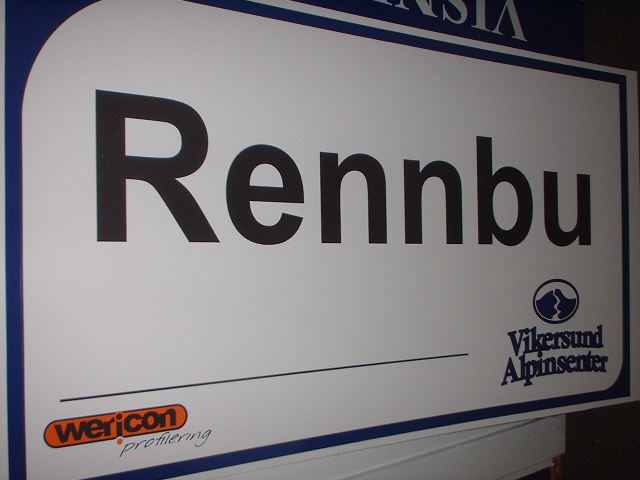 Rennbu
Vikersund
Alpinsenter
wericon
profilering